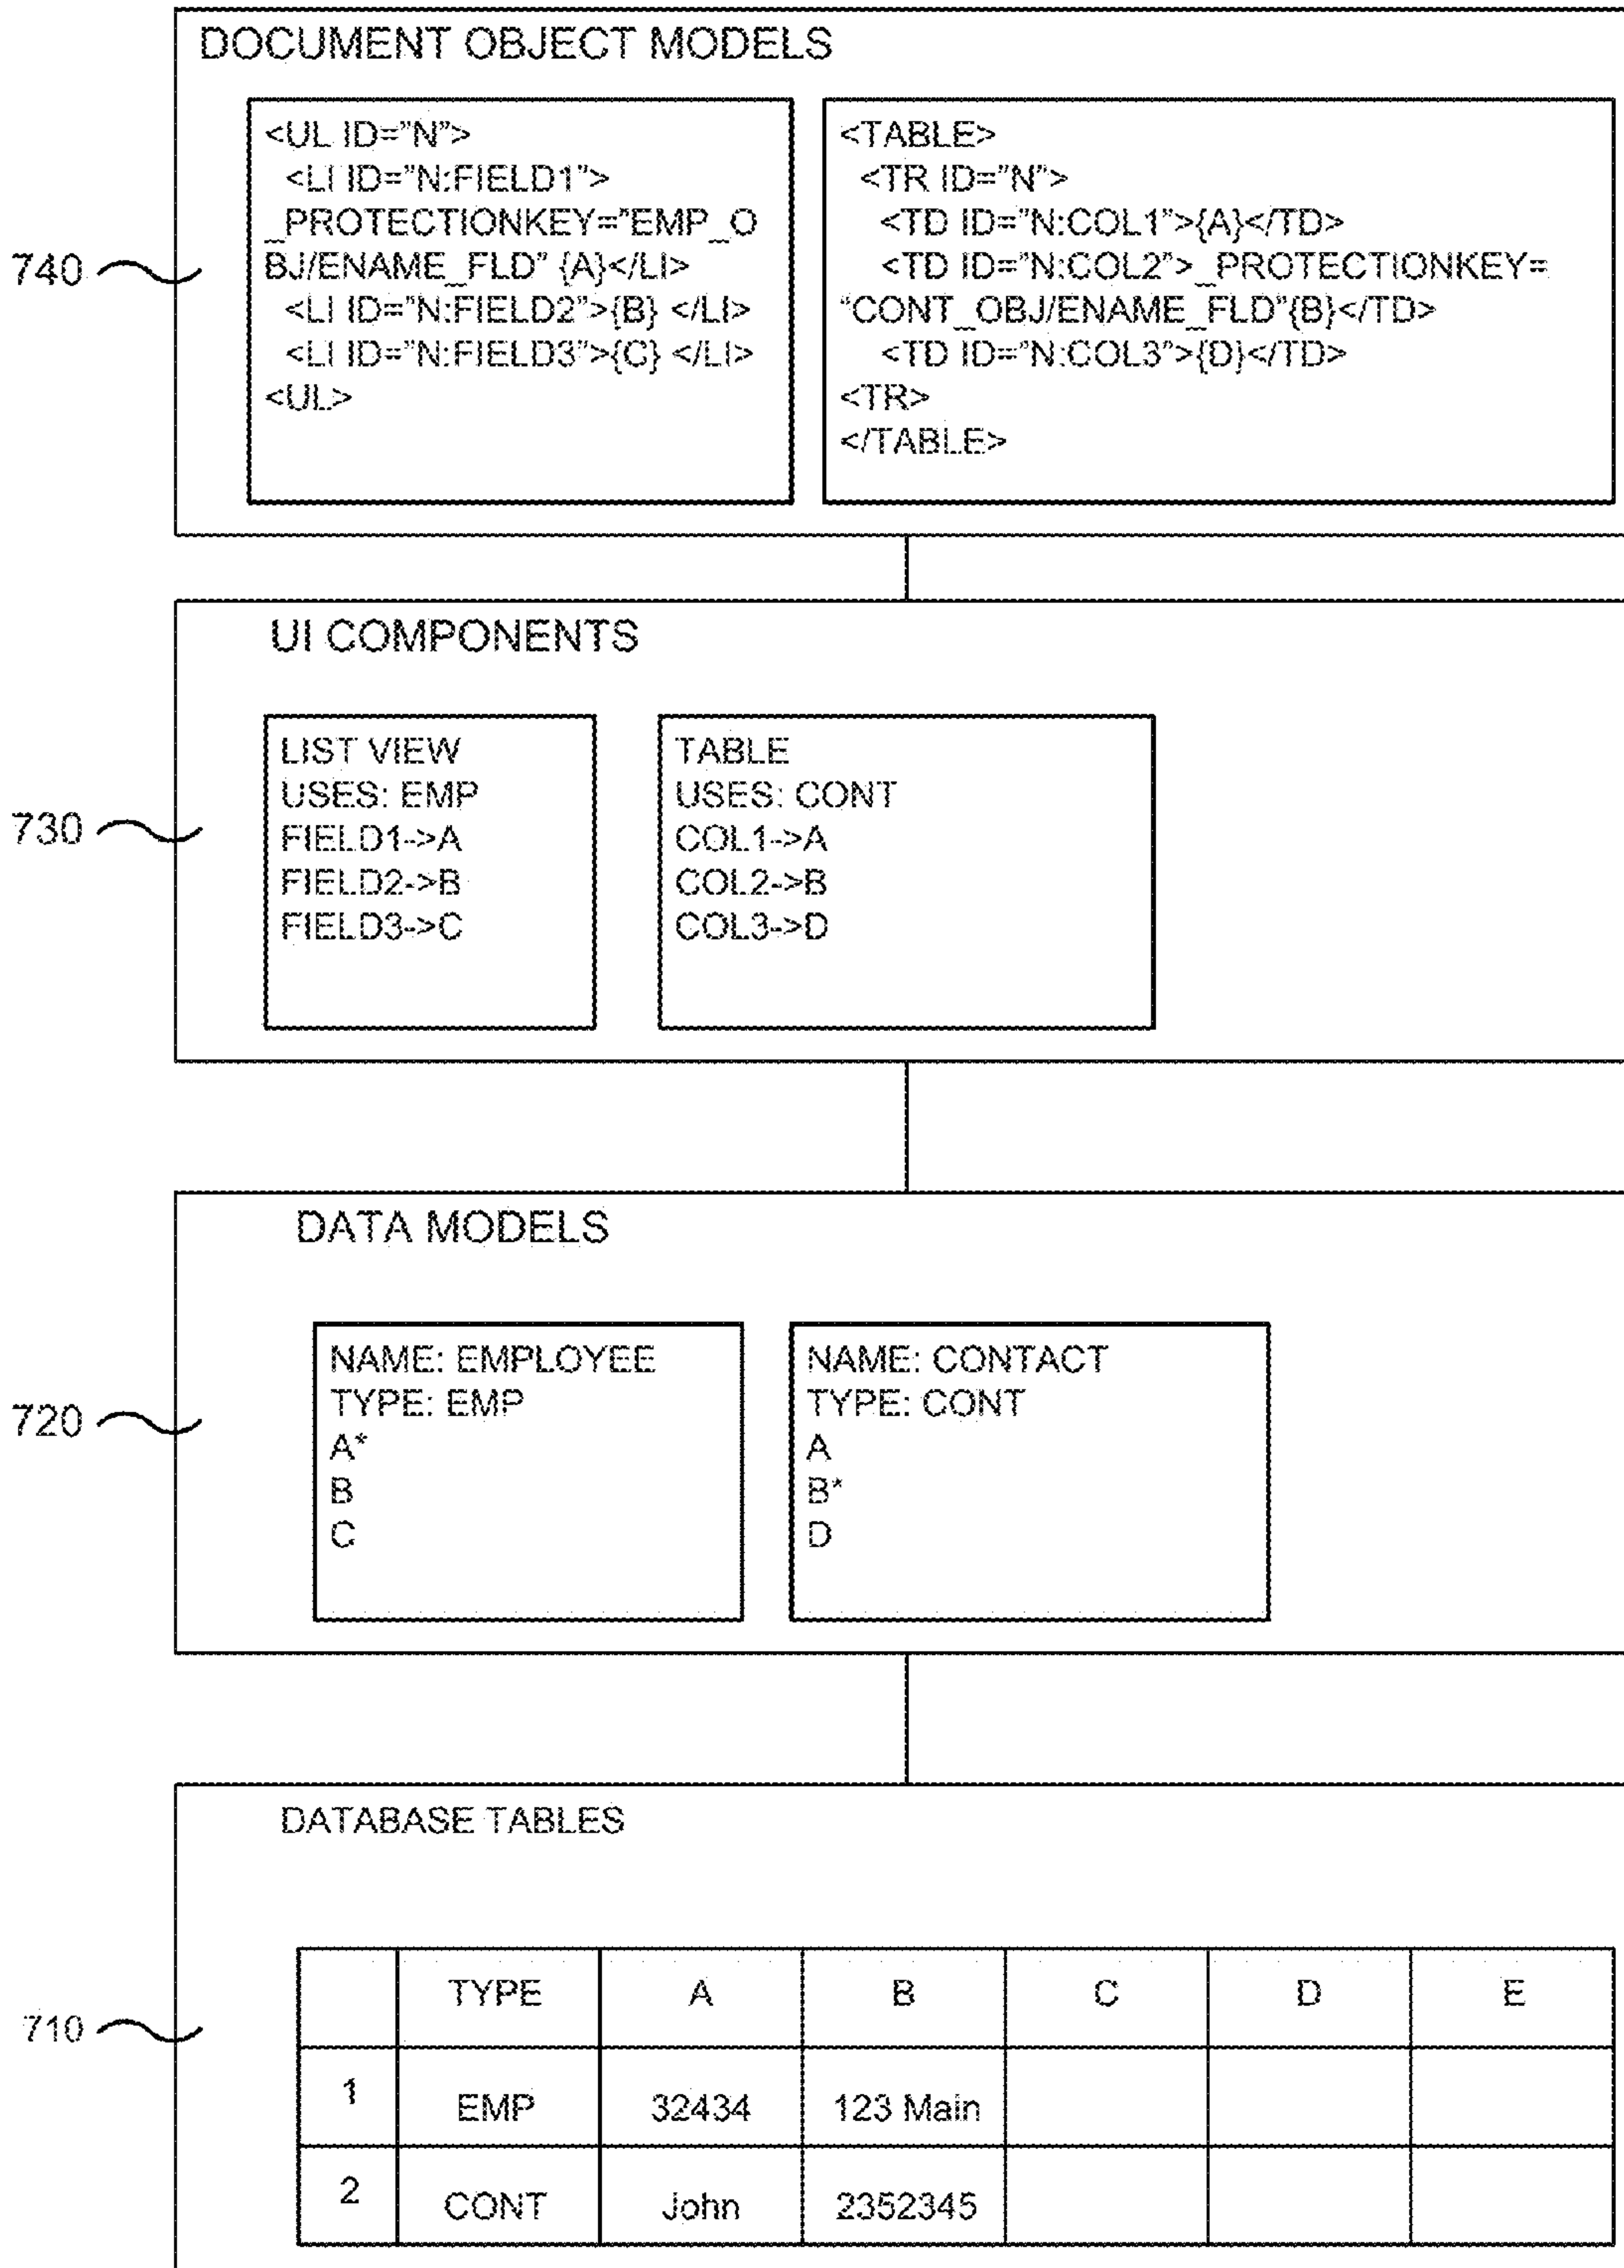 DOCUMENT OBJECT MODELS
<UL ID=”N”>
<LI ID=”N:FIELD1”>
_PROTECTIONKEY=”EMP_O
BJ/ENAME_FLD” {A}</LI>
<LI ID=”N:FIELD2”>{B} </LI>
<LI ID=”N:FIELD3”>{C} </LI>
<UL>
<TABLE>
<TR ID=”N”>
<TD ID=”N:COL1”>{A}</TD>
<TD ID=”N:COL2”>_PROTECTIONKEY=
“CONT_OBJ/ENAME_FLD”{B}</TD>
<TD ID=”N:COL3”>{D}</TD>
<TR>
</TABLE>
740
UI COMPONENTS
LIST VIEW
USES: EMP
FIELD1->A
FIELD2->B
FIELD3->C
TABLE
USES: CONT
COL1->A
COL2->B
COL3->D
730
DATA MODELS
NAME: EMPLOYEE
TYPE: EMP
A*
B
C
NAME: CONTACT
TYPE: CONT
A
B*
D
720
DATABASE TABLES
TYPE A B C D E
1 EMP 32434 123 Main
2 CONT John 2352345
710